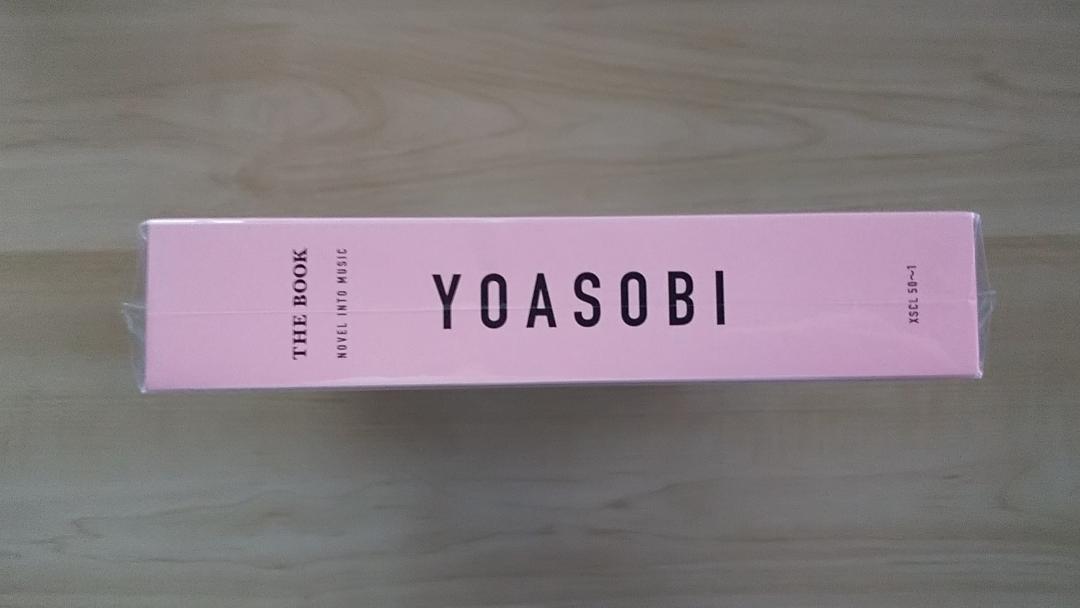 THE BOOK
NOVEL INTO MUSIC
YOASOBI
XSCL 50～1